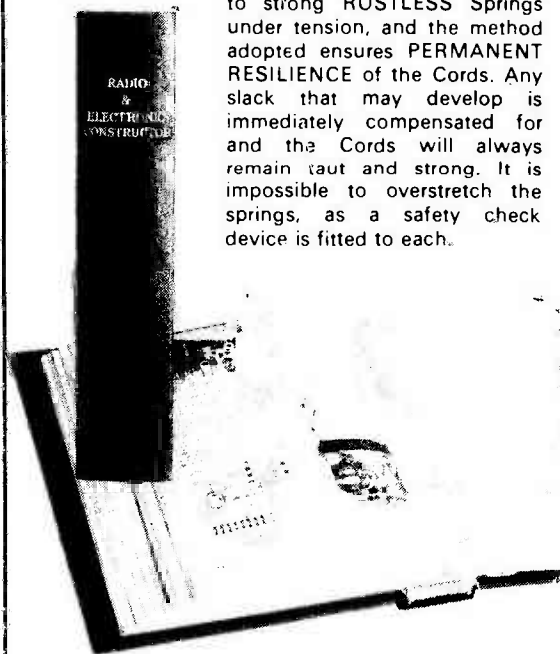 to strong RUSTLESS Springs
under tension, and the method
adopted ensures PERMANENT
RESILIENCE of the Cords. Any
slack that may develop is
immediately compensated for
and the Cords will always
remain taut and strong. It is
impossible to overstretch the
springs, as a safety check
device is fitted to each.
RADIO
&
ELECTRONICS
CONSTRUCTOR